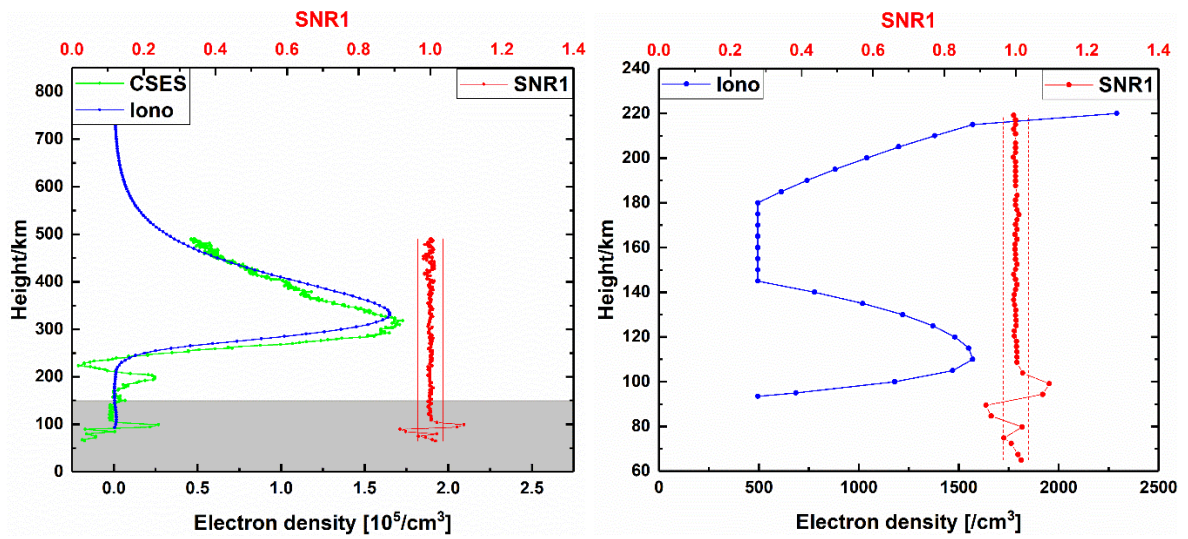 SNR1
0.0 0.2 0.4 0.6 0.8 1.0 1.2 1.4
CSES
Iono
SNR1
800
700
600
500
400
300
200
100
0
Height/km
0.0 0.5 1.0 1.5 2.0 2.5
Electron density [10⁵/cm³]
SNR1
0.0 0.2 0.4 0.6 0.8 1.0 1.2 1.4
Iono
SNR1
240
220
200
180
160
140
120
100
80
60
Height/km
0 500 1000 1500 2000 2500
Electron density [/cm³]